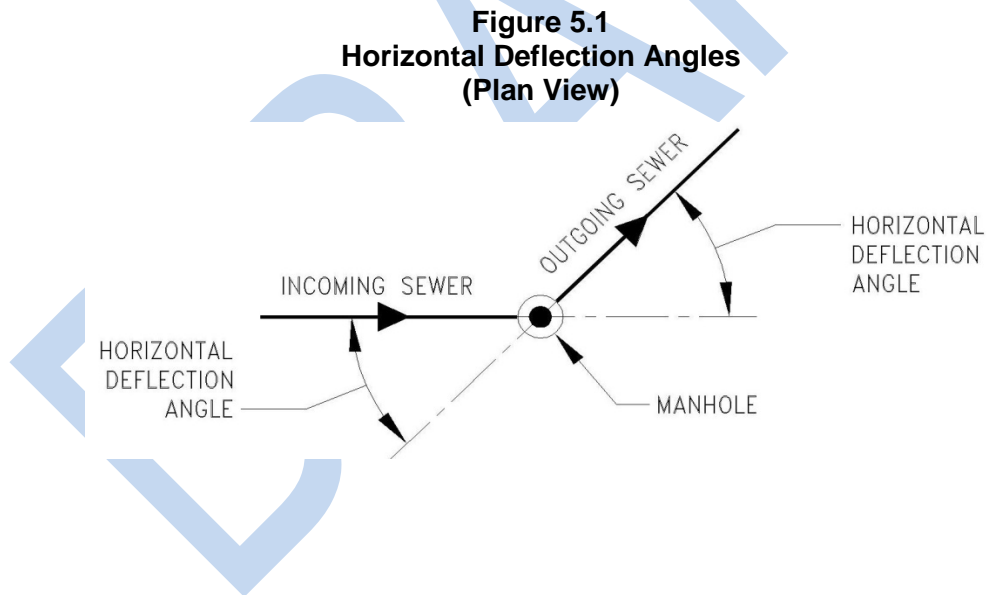 Figure 5.1
Horizontal Deflection Angles
(Plan View)
OUTGOING SEWER
HORIZONTAL
DEFLECTION
ANGLE
INCOMING SEWER
HORIZONTAL
DEFLECTION
ANGLE
MANHOLE